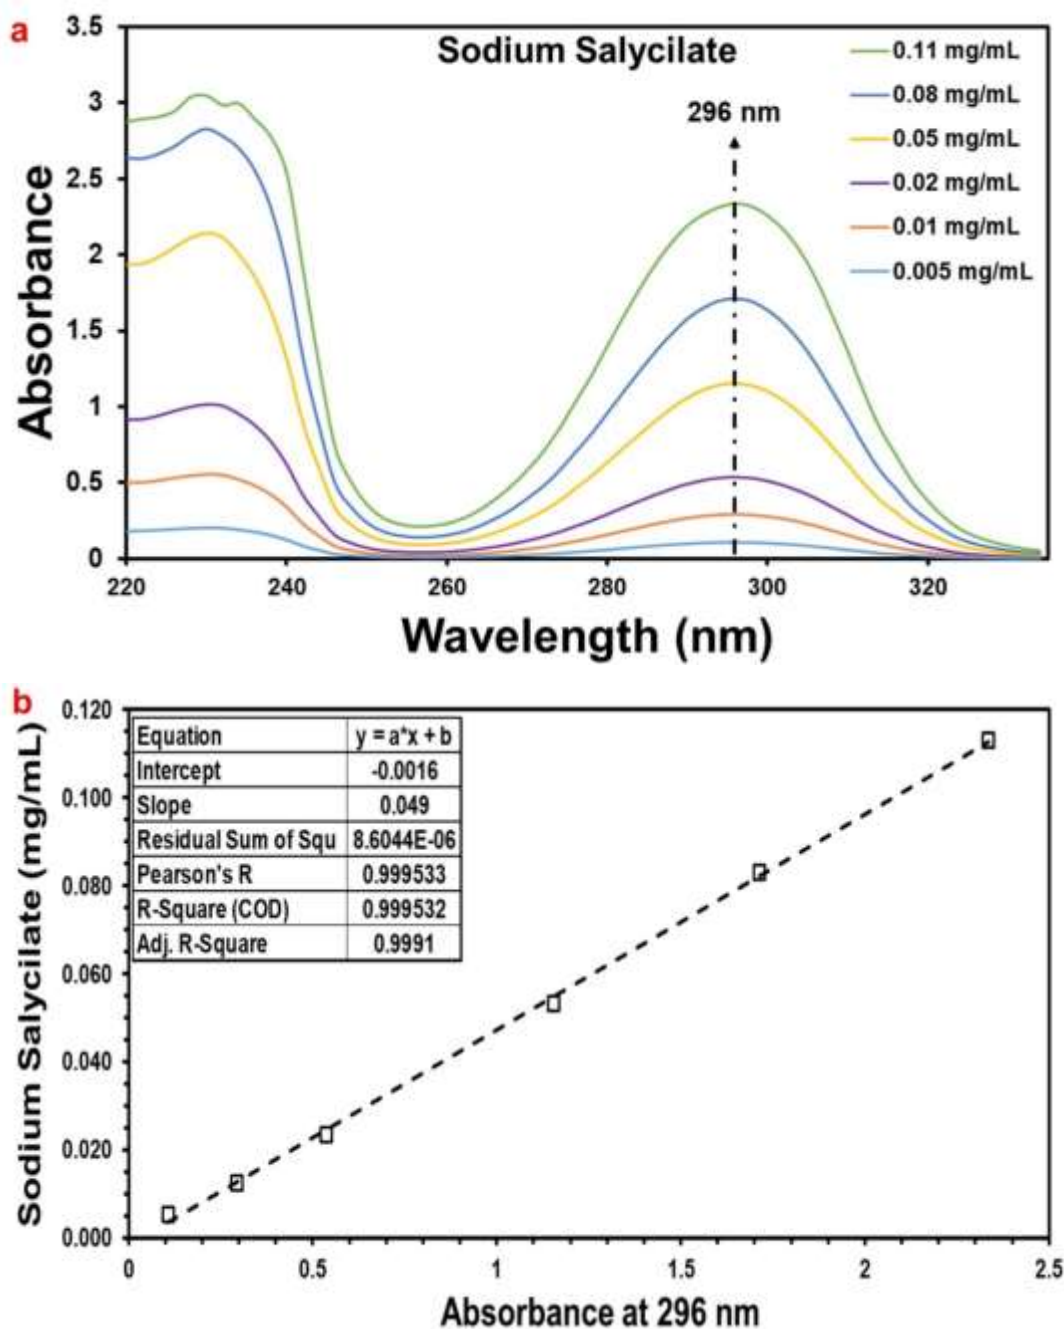 a
Sodium Salycilate
296 nm
0.11 mg/mL
0.08 mg/mL
0.05 mg/mL
0.02 mg/mL
0.01 mg/mL
0.005 mg/mL
Absorbance
3.5
3
2.5
2
1.5
1
0.5
0
220 240 260 280 300 320
Wavelength (nm)
b
Sodium Salycilate (mg/mL)
0.120
0.100
0.080
0.060
0.040
0.020
0.000
Equation y = a*x + b
Intercept -0.0016
Slope 0.049
Residual Sum of Squ 8.6044E-06
Pearson's R 0.999533
R-Square (COD) 0.999532
Adj. R-Square 0.9991
0 0.5 1 1.5 2 2.5
Absorbance at 296 nm